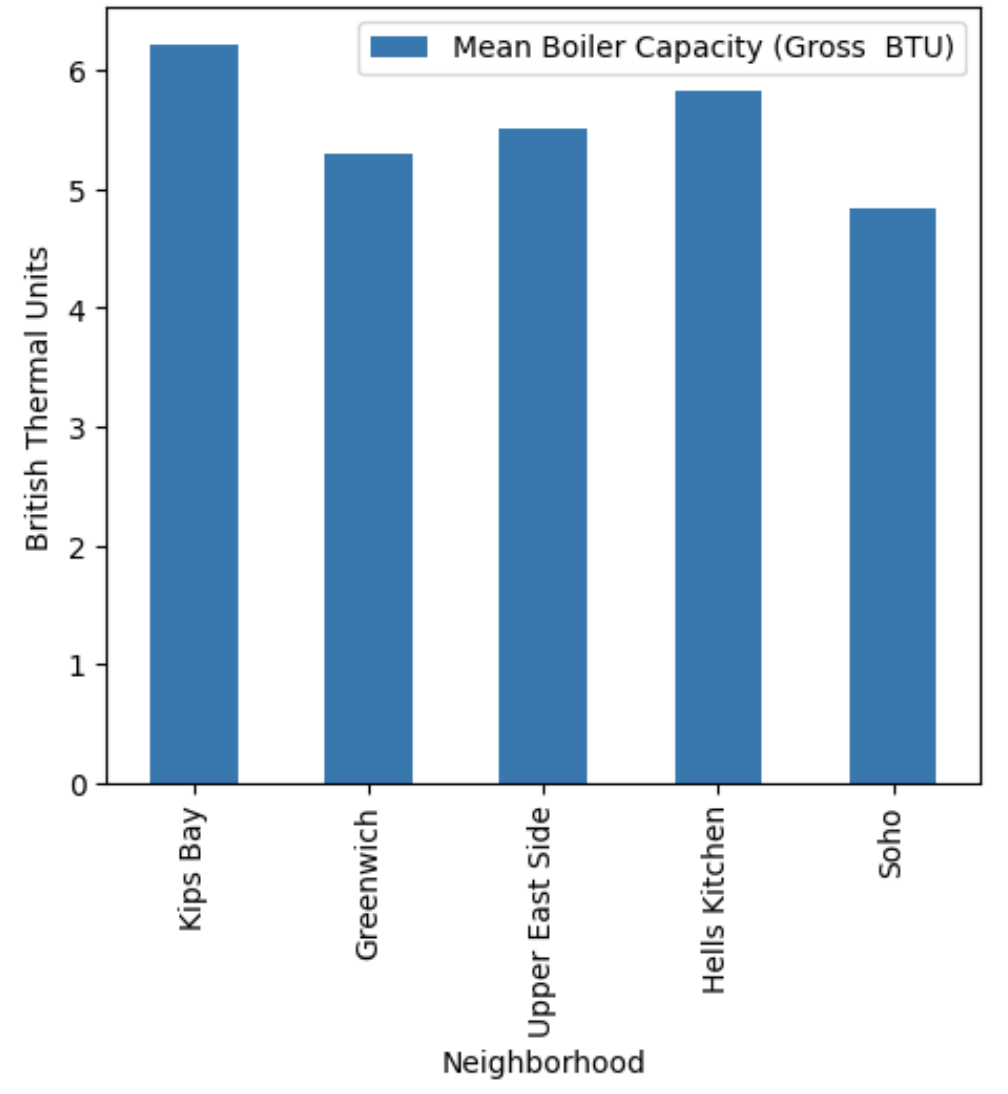 Mean Boiler Capacity (Gross  BTU)
British Thermal Units
6
5
4
3
2
1
0
Kips Bay
Greenwich
Upper East Side
Hells Kitchen
Soho
Neighborhood